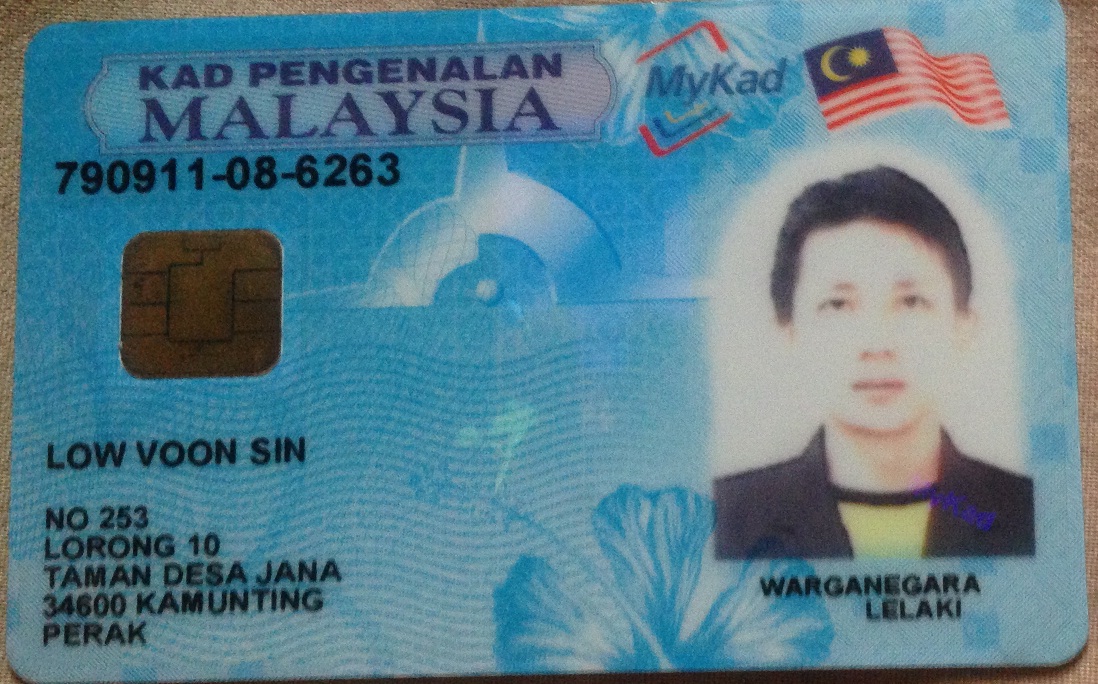 KAD PENGENALAN
MALAYSIA
MyKad
790911-08-6263
LOW VOON SIN
NO 253
LORONG 10
TAMAN DESA JANA
34600 KAMUNTING
PERAK
WARGANEGARA
LELAKI